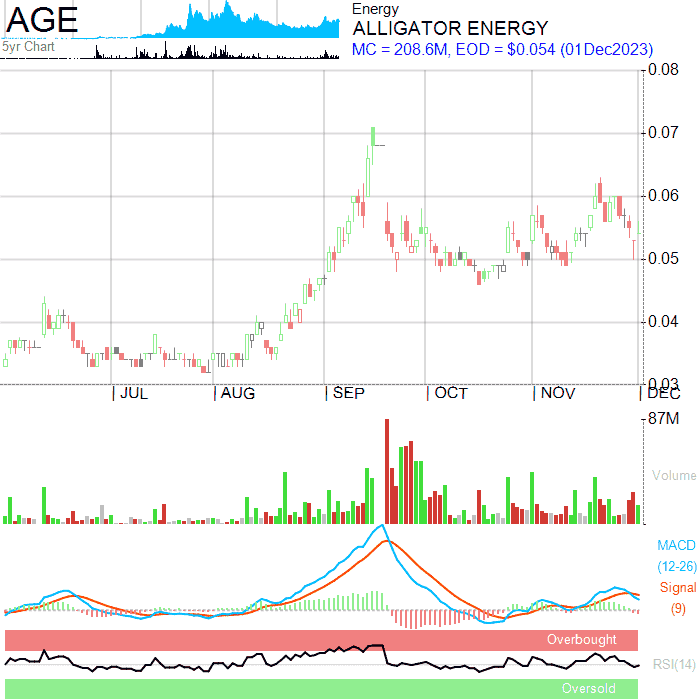 AGE
5yr Chart
Energy
ALLIGATOR ENERGY
MC = 208.6M, EOD = $0.054 (01Dec2023)
0.08
0.07
0.06
0.05
0.04
0.03
JUL AUG SEP OCT NOV DEC
87M
Volume
MACD
(12-26)
Signal
(9)
Overbought
RSI(14)
Oversold